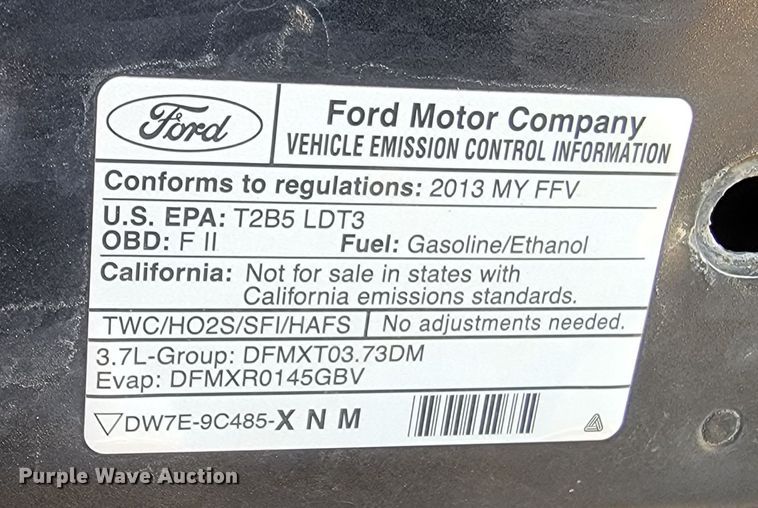 Ford
Ford Motor Company
VEHICLE EMISSION CONTROL INFORMATION
Conforms to regulations: 2013 MY FFV
U.S. EPA: T2B5 LDT3
OBD: F II Fuel: Gasoline/Ethanol
California: Not for sale in states with
California emissions standards.
TWC/HO2S/SFI/HAFS No adjustments needed.
3.7L-Group: DFMXT03.73DM
Evap: DFMXR0145GBV
DW7E-9C485-X N M
Purple Wave Auction